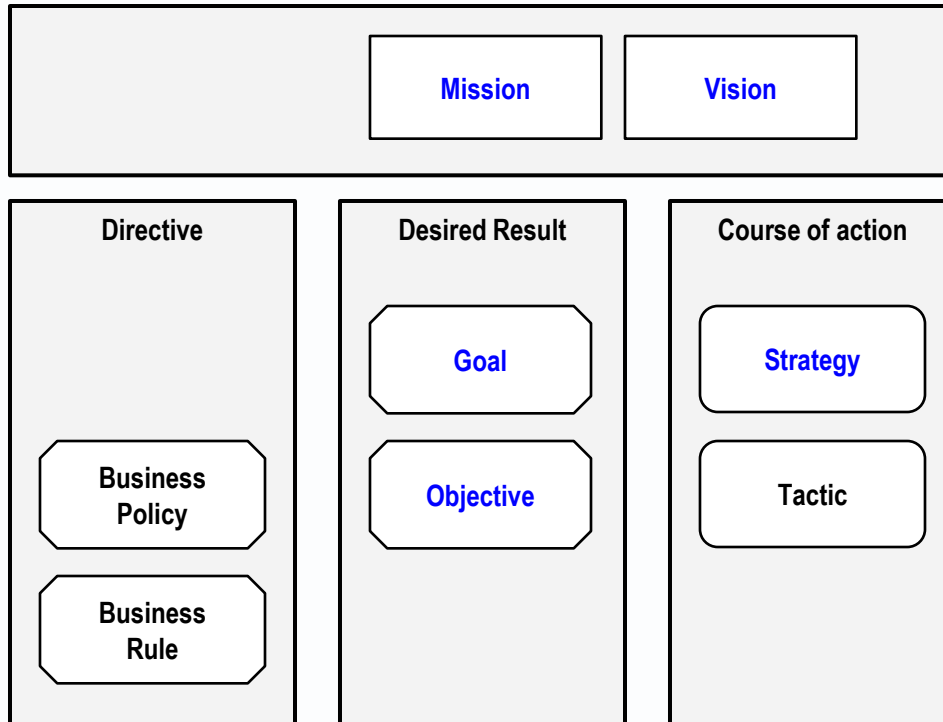 Mission
Vision
Directive
Business
Policy
Business
Rule
Desired Result
Goal
Objective
Course of action
Strategy
Tactic